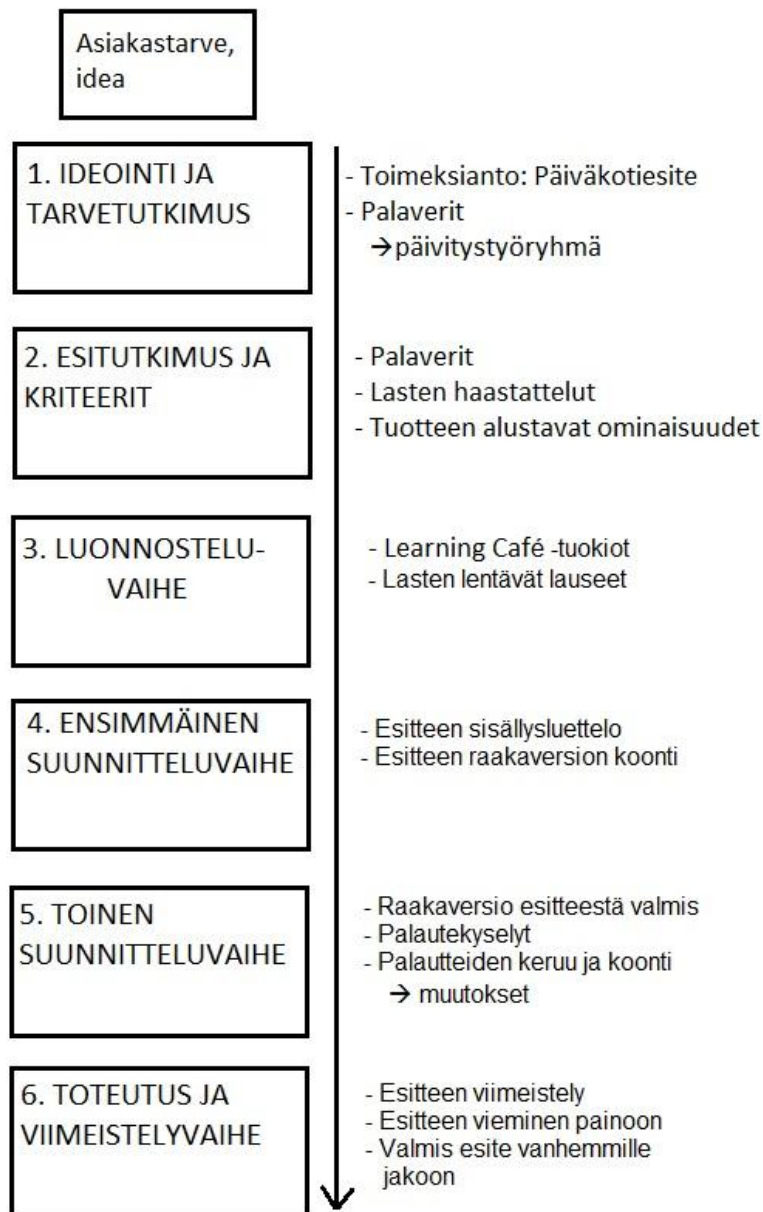 Asiakastarve,
idea
1. IDEOINTI JA
TARVETUTKIMUS
- Toimeksianto: Päiväkotiesite
- Palaverit
→päivitystyöryhmä
2. ESITUTKIMUS JA
KRITEERIT
- Palaverit
- Lasten haastattelut
- Tuotteen alustavat ominaisuudet
3. LUONNOSTELU-
VAIHE
- Learning Café -tuokiot
- Lasten lentävät lauseet
4. ENSIMMÄINEN
SUUNNITTELUVAIHE
- Esitteen sisällysluettelo
- Esitteen raakaversion koonti
5. TOINEN
SUUNNITTELUVAIHE
- Raakaversio esitteestä valmis
- Palautekyselyt
- Palautteiden keruu ja koonti
→ muutokset
6. TOTEUTUS JA
VIIMEISTELYVAIHE
- Esitteen viimeistely
- Esitteen vieminen painoon
- Valmis esite vanhemmille
jakoon